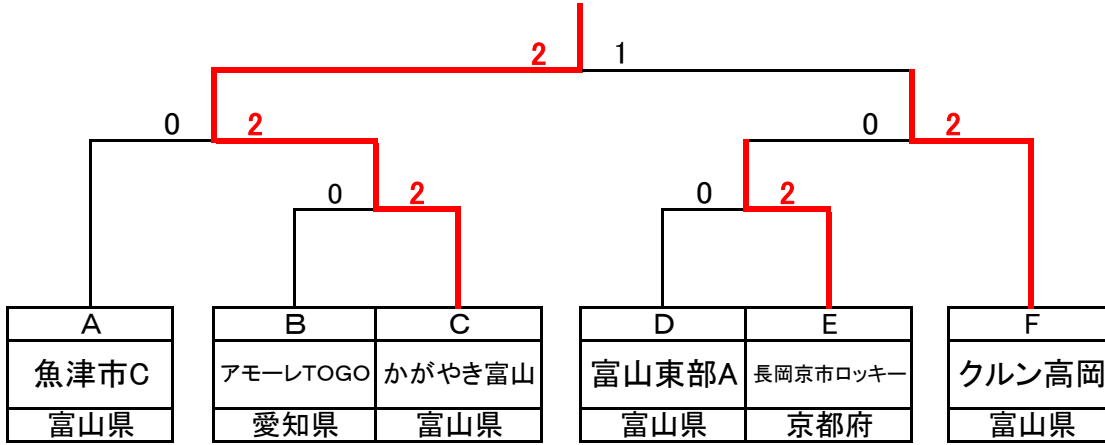 2 1
0 2 0 2
0 2 0 2
A B C D E F
魚津市C アモーレTOGO かがやき富山 富山東部A 長岡京市ロッキー クルン高岡
富山県 愛知県 富山県 富山県 京都府 富山県